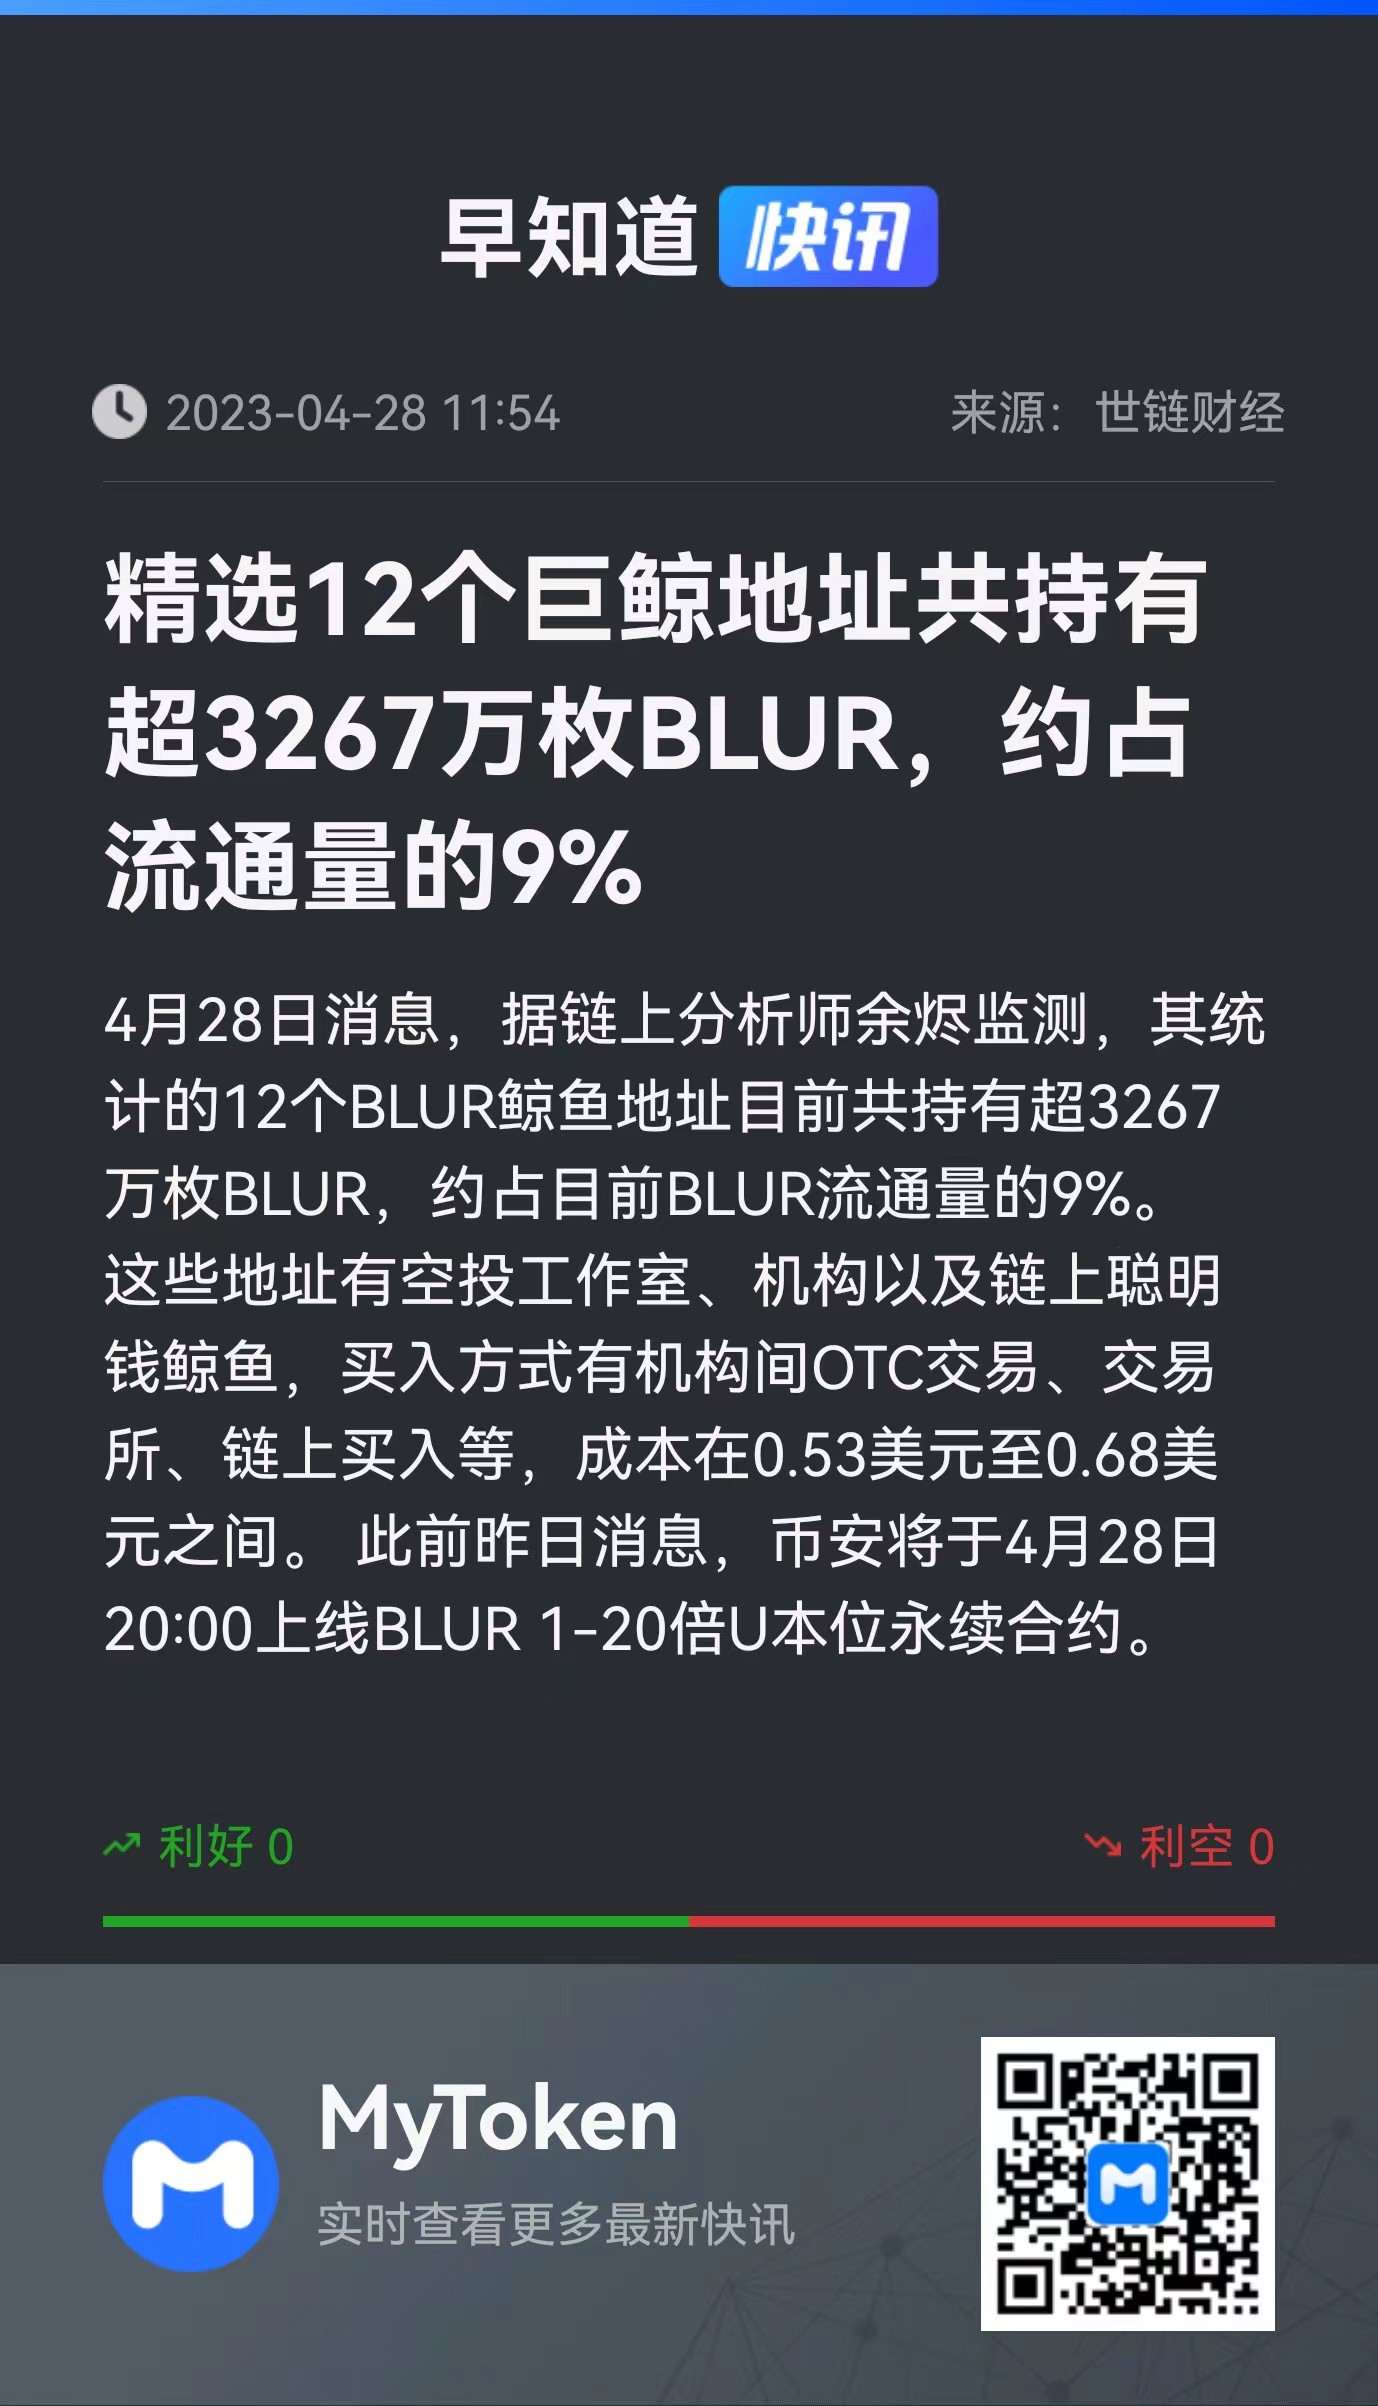 早知道 快讯
2023-04-28 11:54 来源：世链财经
精选12个巨鲸地址共持有
超3267万枚BLUR，约占
流通量的9%
4月28日消息，据链上分析师余烬监测，其统
计的12个BLUR鲸鱼地址目前共持有超3267
万枚BLUR，约占目前BLUR流通量的9%。
这些地址有空投工作室、机构以及链上聪明
钱鲸鱼，买入方式有机构间OTC交易、交易
所、链上买入等，成本在0.53美元至0.68美
元之间。 此前昨日消息，币安将于4月28日
20:00上线BLUR 1-20倍U本位永续合约。
利好 0 利空 0
MyToken
实时查看更多最新快讯